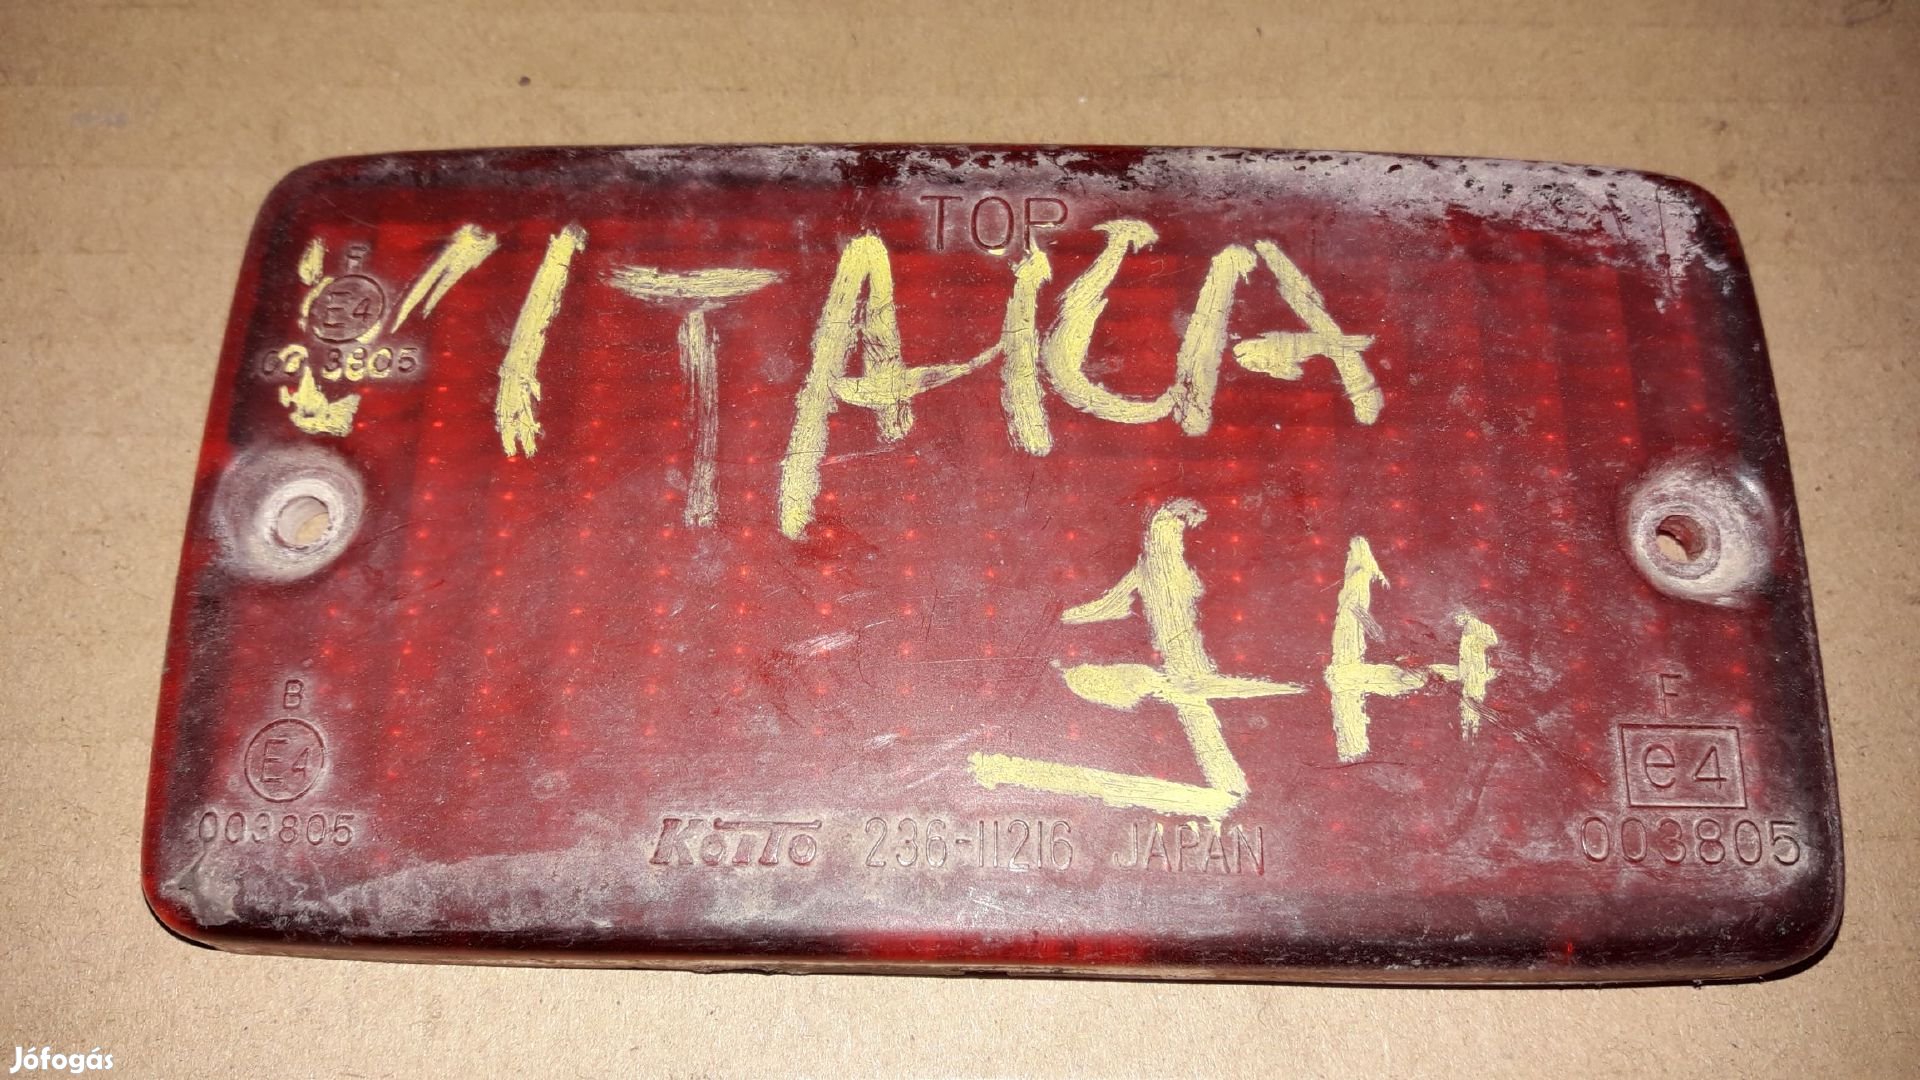 TOP
VITARA
F
E4
003805
JH
B
E4
003805
F
e4
003805
KOITO 236-11216 JAPAN
Jófogás